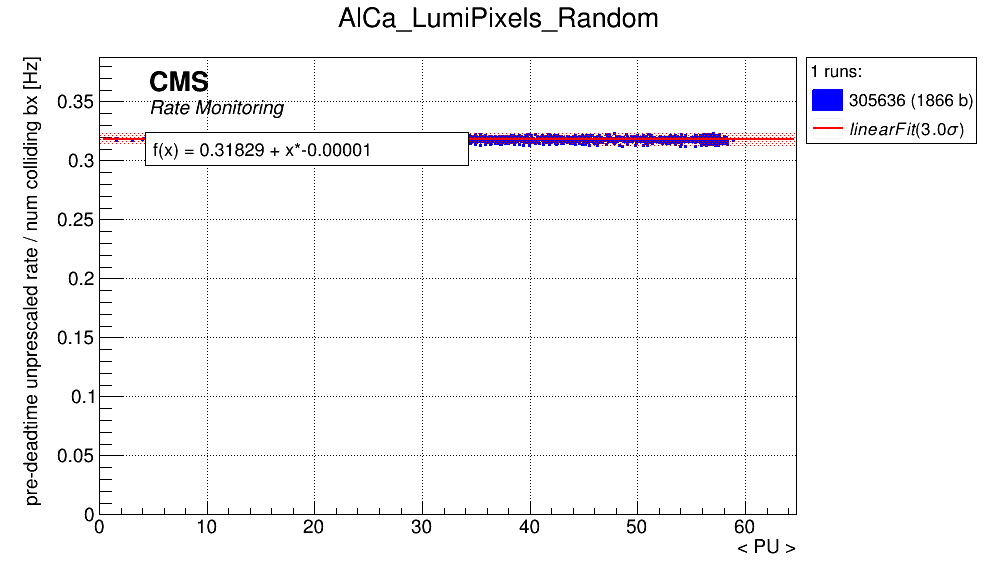 AlCa_LumiPixels_Random
pre-deadtime unprescaled rate / num colliding bx [Hz]
CMS
Rate Monitoring
f(x) = 0.31829 + x*-0.00001
1 runs:
305636 (1866 b)
linearFit(3.0σ)
0.35
0.3
0.25
0.2
0.15
0.1
0.05
0
0 10 20 30 40 50 60
< PU >